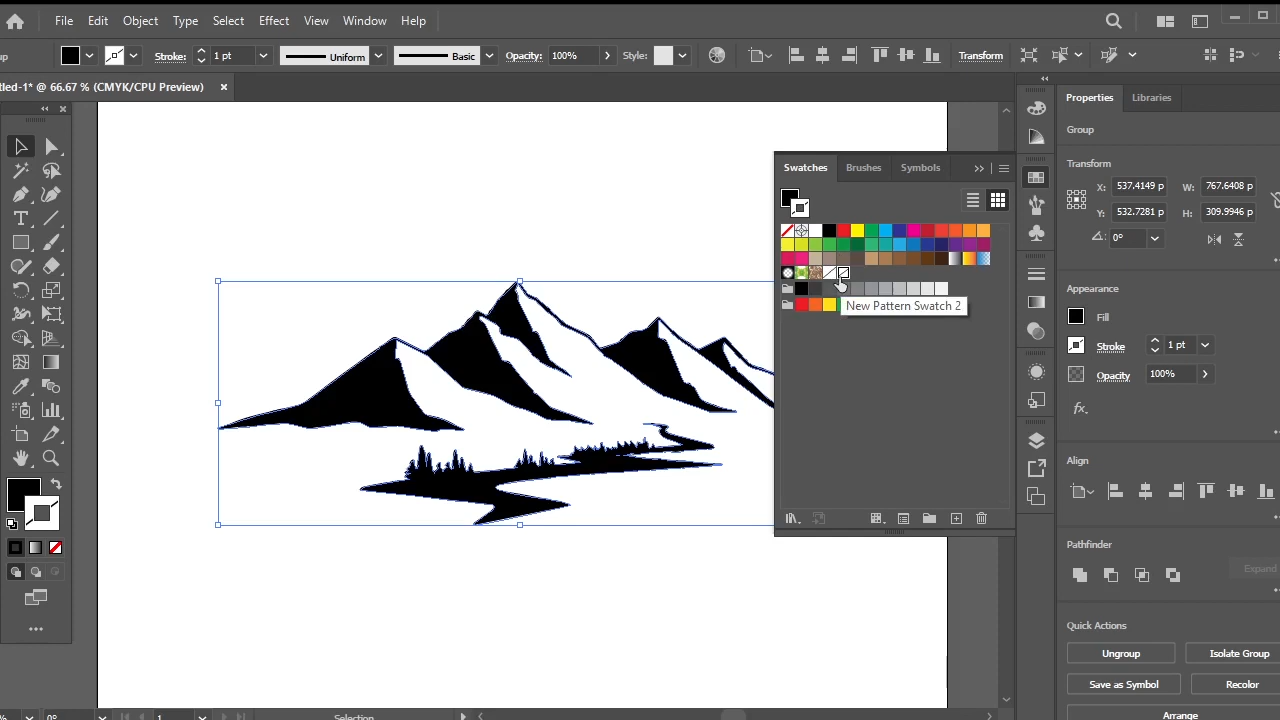 File Edit Object Type Select Effect View Window Help
up Stroke: 1 pt Uniform Basic Opacity: 100% Style: Transform
tled-1* @ 66.67 % (CMYK/CPU Preview) ×
Properties Libraries
Group
Transform
X: 537.4149 p W: 767.6408 p
Y: 532.7281 p H: 309.9946 p
0°
Swatches Brushes Symbols
New Pattern Swatch 2
Appearance
Fill
Stroke 1 pt
Opacity 100%
fx
Align
Pathfinder
Expand
Quick Actions
Ungroup Isolate Group
Save as Symbol Recolor
Arrange
% 0° 1 Selection